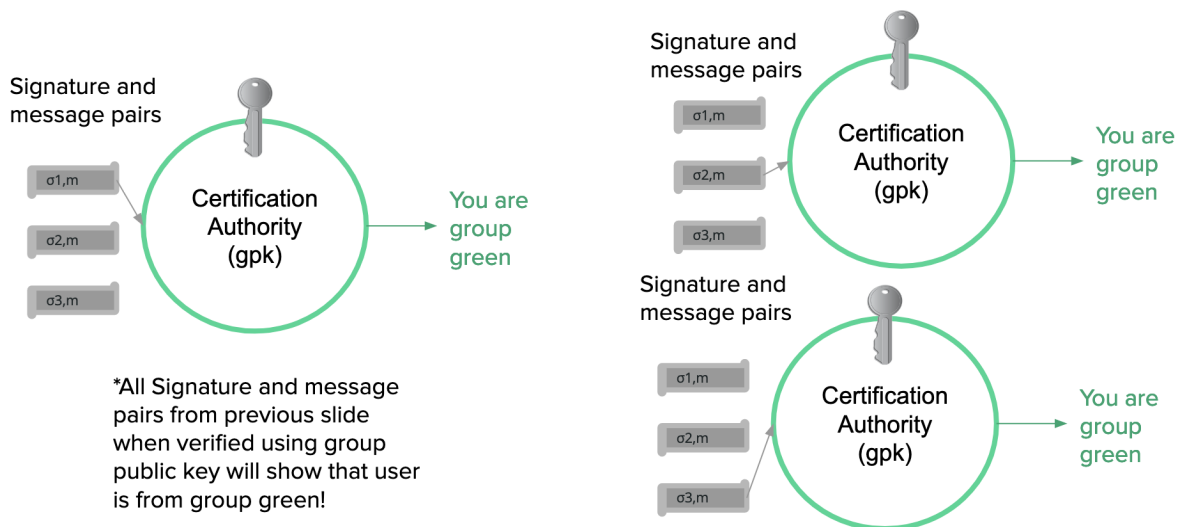 Signature and
message pairs
σ1,m
σ2,m
σ3,m
Certification
Authority
(gpk)
You are
group
green
*All Signature and message
pairs from previous slide
when verified using group
public key will show that user
is from group green!
Signature and
message pairs
σ1,m
σ2,m
σ3,m
Certification
Authority
(gpk)
You are
group
green
Signature and
message pairs
σ1,m
σ2,m
σ3,m
Certification
Authority
(gpk)
You are
group
green